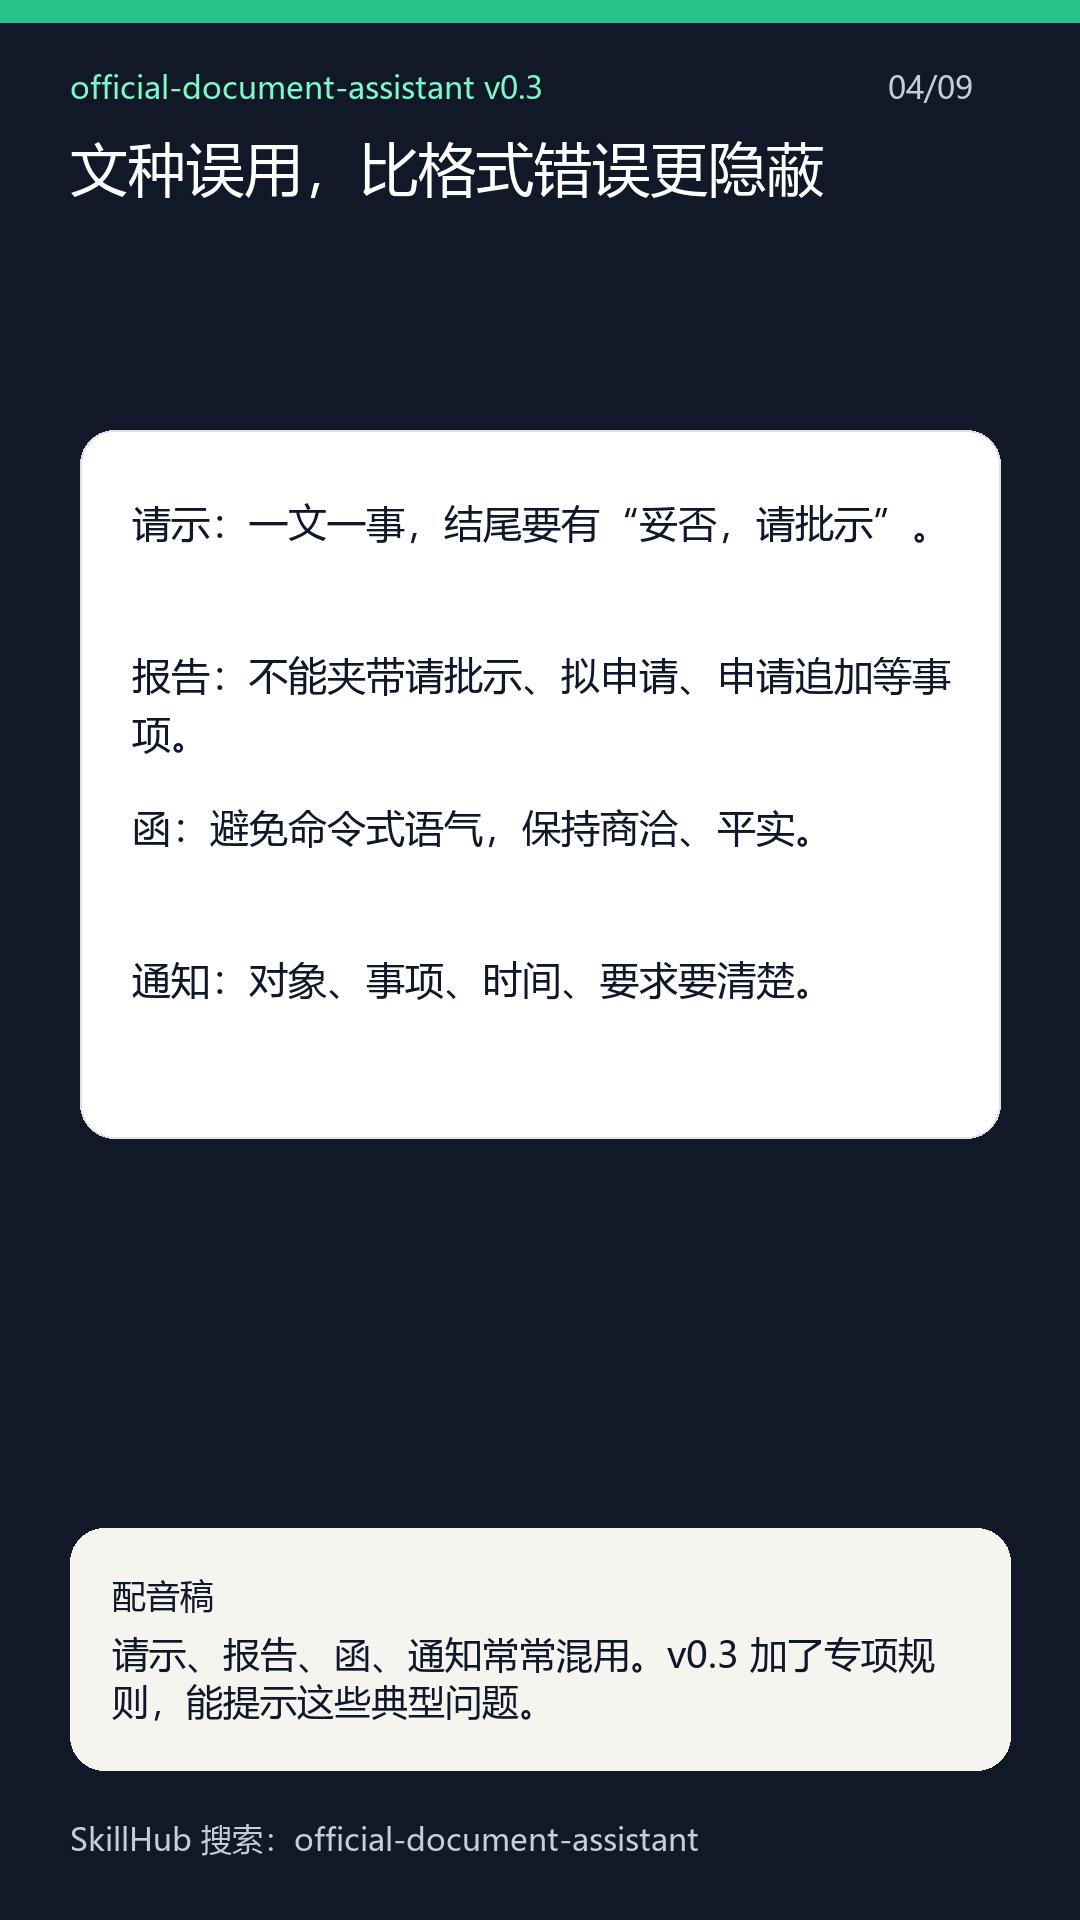 official-document-assistant v0.3
04/09
文种误用，比格式错误更隐蔽
请示：一文一事，结尾要有“妥否，请批示”。
报告：不能夹带请批示、拟申请、申请追加等事
项。
函：避免命令式语气，保持商洽、平实。
通知：对象、事项、时间、要求要清楚。
配音稿
请示、报告、函、通知常常混用。v0.3 加了专项规
则，能提示这些典型问题。
SkillHub 搜索：official-document-assistant